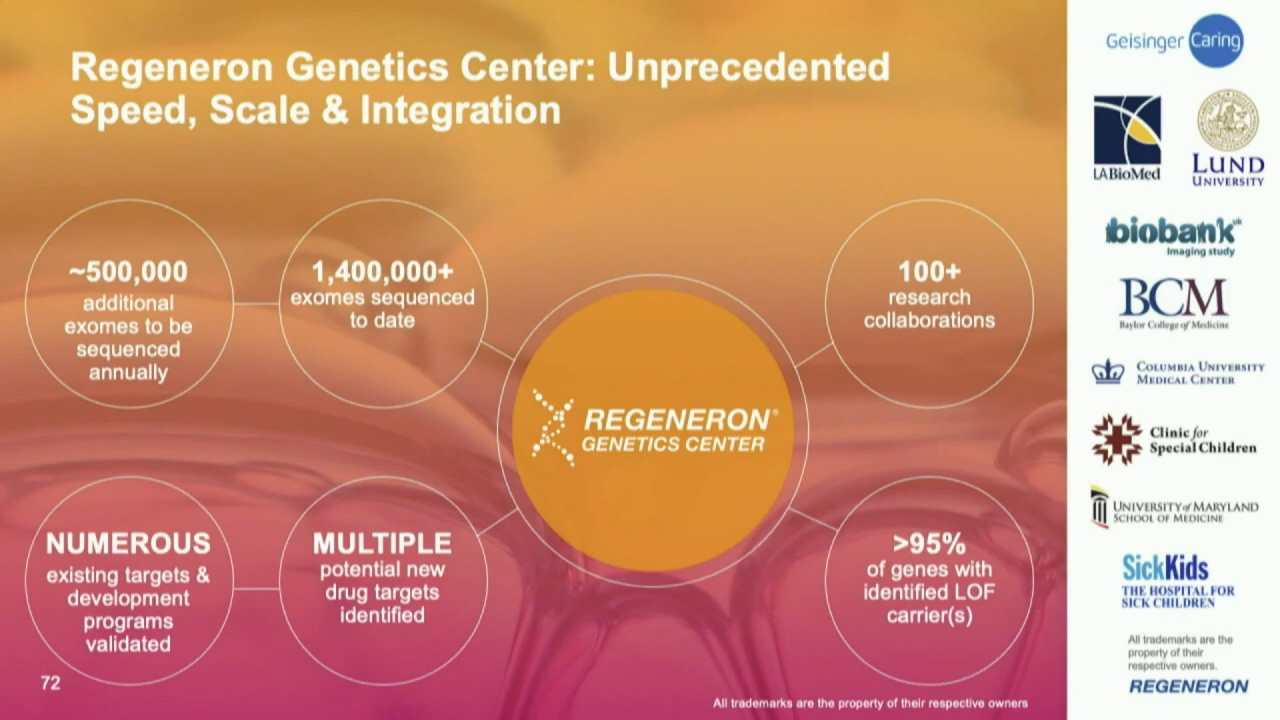 Regeneron Genetics Center: Unprecedented
Speed, Scale & Integration
~500,000
additional
exomes to be
sequenced
annually
1,400,000+
exomes sequenced
to date
100+
research
collaborations
REGENERON®
GENETICS CENTER
NUMEROUS
existing targets &
development
programs
validated
MULTIPLE
potential new
drug targets
identified
>95%
of genes with
identified LOF
carrier(s)
72
All trademarks are the property of their respective owners
Geisinger Caring
LABioMed
LUND
UNIVERSITY
biobank uk
Imaging study
BCM
Baylor College of Medicine
COLUMBIA UNIVERSITY
MEDICAL CENTER
Clinic for
Special Children
UNIVERSITY of MARYLAND
SCHOOL OF MEDICINE
SickKids
THE HOSPITAL FOR
SICK CHILDREN
All trademarks are the
property of their
respective owners.
REGENERON